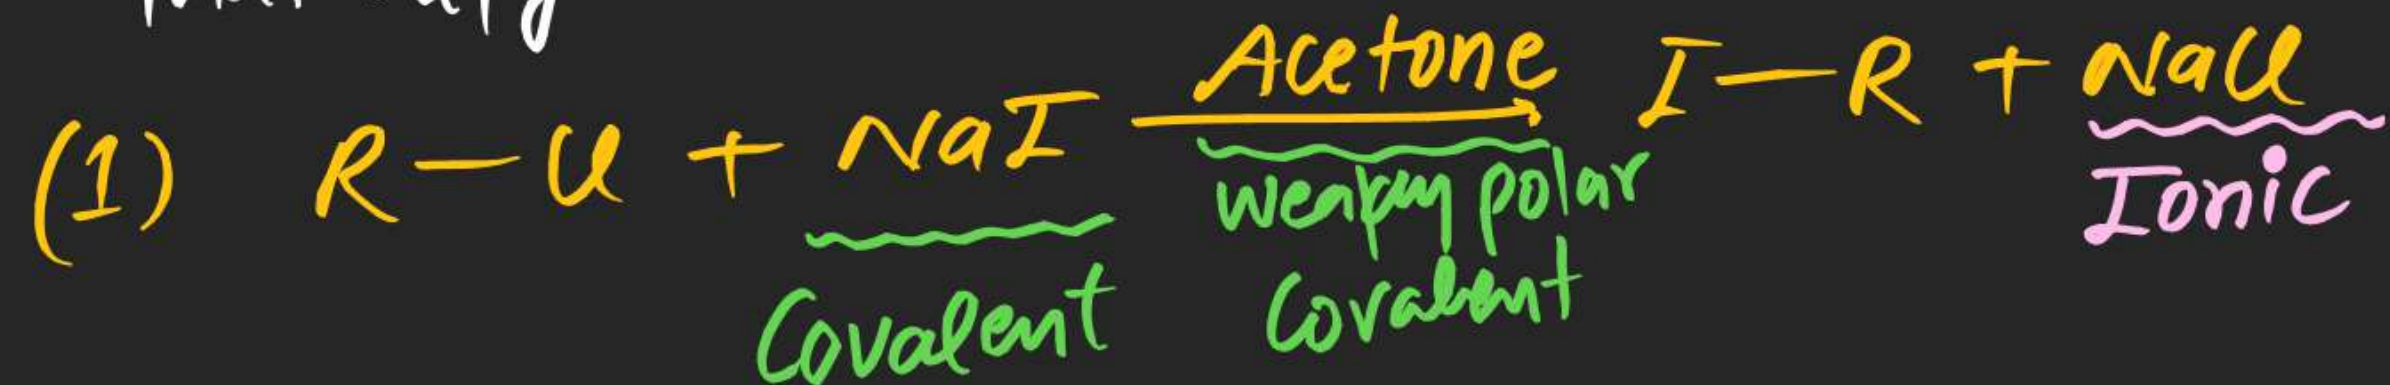 (1) R—Cl + NaI Acetone → I—R + NaCl
Covalent weakly polar Covalent Ionic